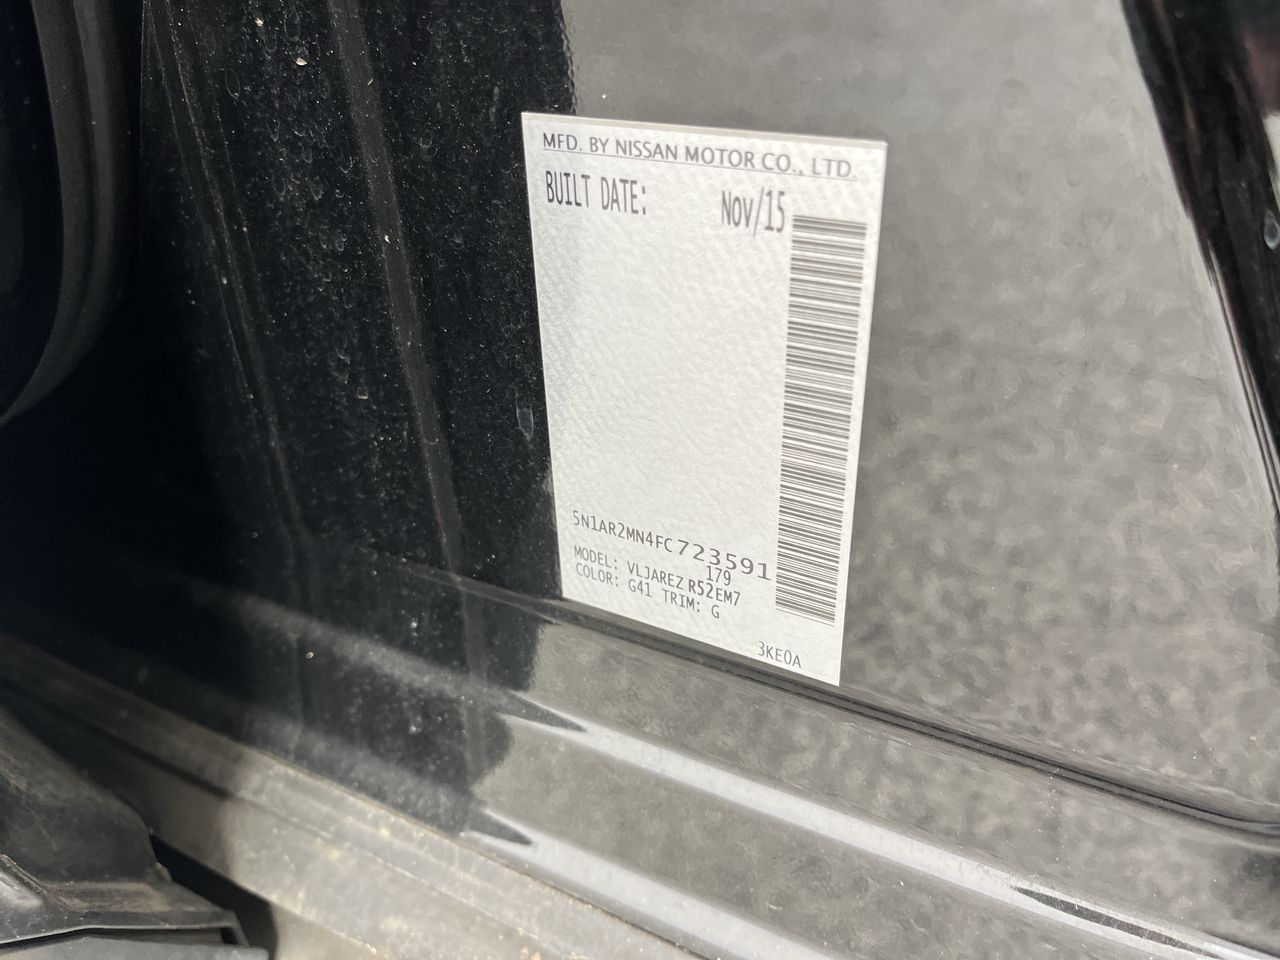 MFD. BY NISSAN MOTOR CO., LTD.
BUILT DATE: Nov/15
5N1AR2MN4FC723591
179
MODEL: VLJAREZ R52EM7
COLOR: G41 TRIM: G
3KE0A